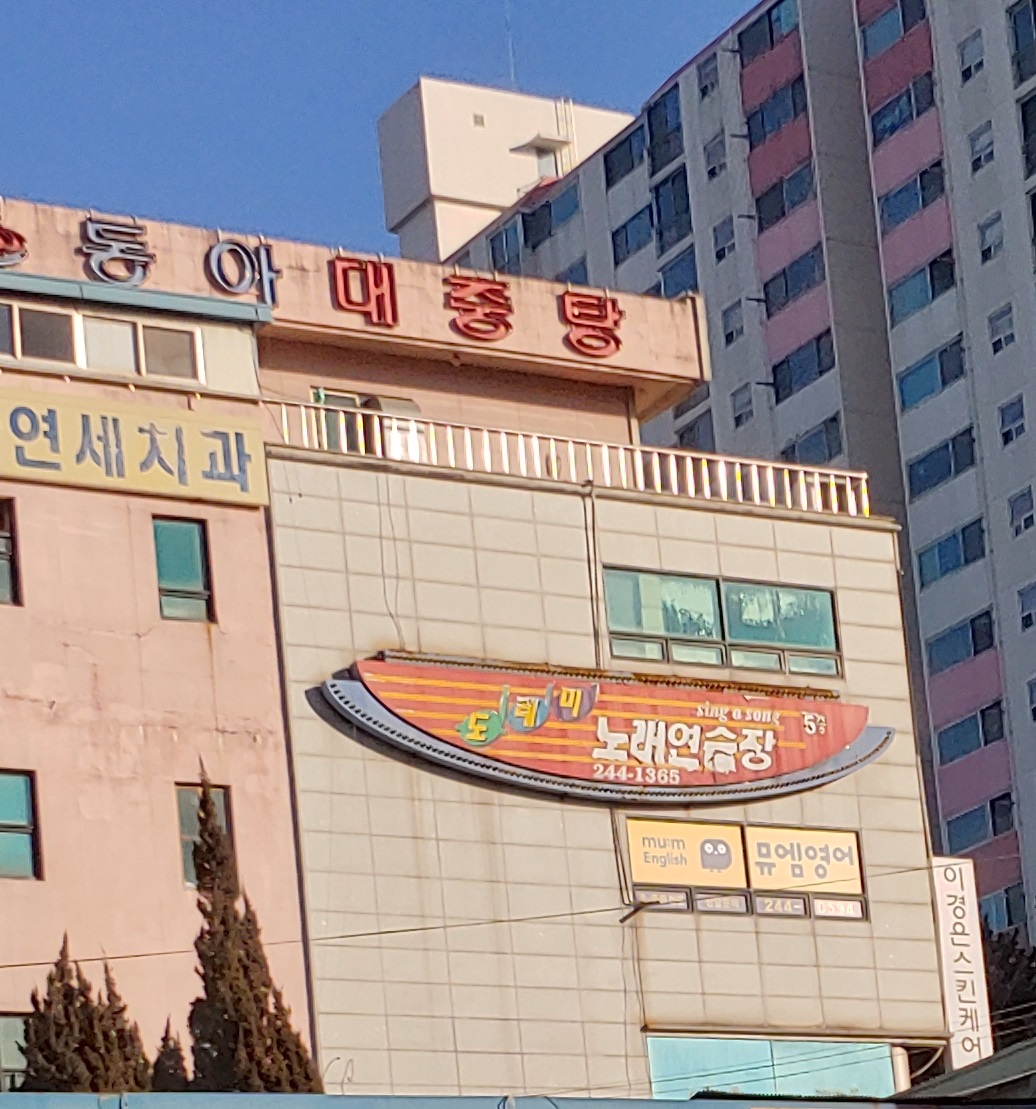 동아대중탕
연세치과
도레미
sing a song
5층
노래연습장
244-1365
mu:m
English
뮤엠영어
244-
이경은스킨케어